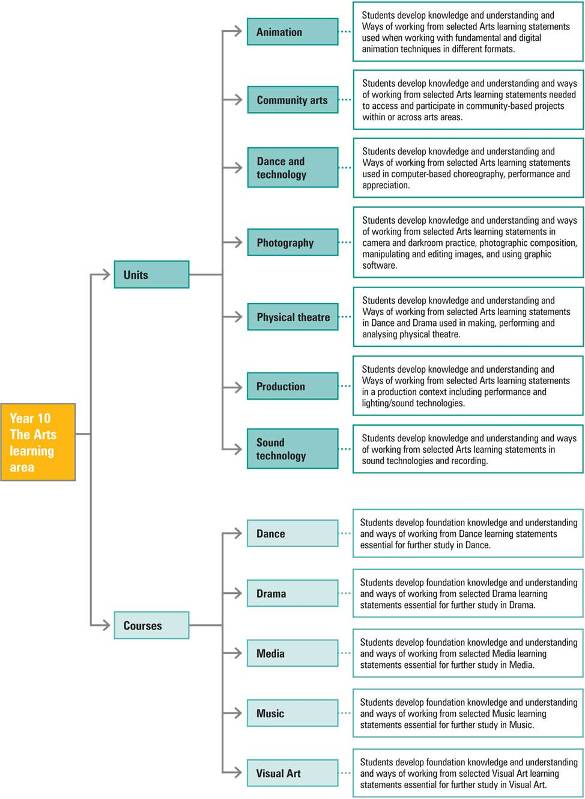 Year 10
The Arts
learning
area
Units
Animation
Students develop knowledge and understanding and
Ways of working from selected Arts learning statements
used when working with fundamental and digital
animation techniques in different formats.
Community arts
Students develop knowledge and understanding and ways
of working from selected Arts learning statements needed
to access and participate in community-based projects
within or across arts areas.
Dance and
technology
Students develop knowledge and understanding and
Ways of working from selected Arts learning statements
used in computer-based choreography, performance and
appreciation.
Photography
Students develop knowledge and understanding and ways
of working from selected Arts learning statements in
camera and darkroom practice, photographic composition,
manipulating and editing images, and using graphic
software.
Physical theatre
Students develop knowledge and understanding and
Ways of working from selected Arts learning statements
in Dance and Drama used in making, performing and
analysing physical theatre.
Production
Students develop knowledge and understanding and
Ways of working from selected Arts learning statements
in a production context including performance and
lighting/sound technologies.
Sound
technology
Students develop knowledge and understanding and ways
of working from selected Arts learning statements in
sound technologies and recording.
Courses
Dance
Students develop foundation knowledge and understanding
and ways of working from Dance learning statements
essential for further study in Dance.
Drama
Students develop foundation knowledge and understanding
and ways of working from selected Drama learning
statements essential for further study in Drama.
Media
Students develop foundation knowledge and understanding
and ways of working from selected Media learning
statements essential for further study in Media.
Music
Students develop foundation knowledge and understanding
and ways of working from selected Music learning
statements essential for further study in Music.
Visual Art
Students develop foundation knowledge and understanding
and ways of working from selected Visual Art learning
statements essential for further study in Visual Art.